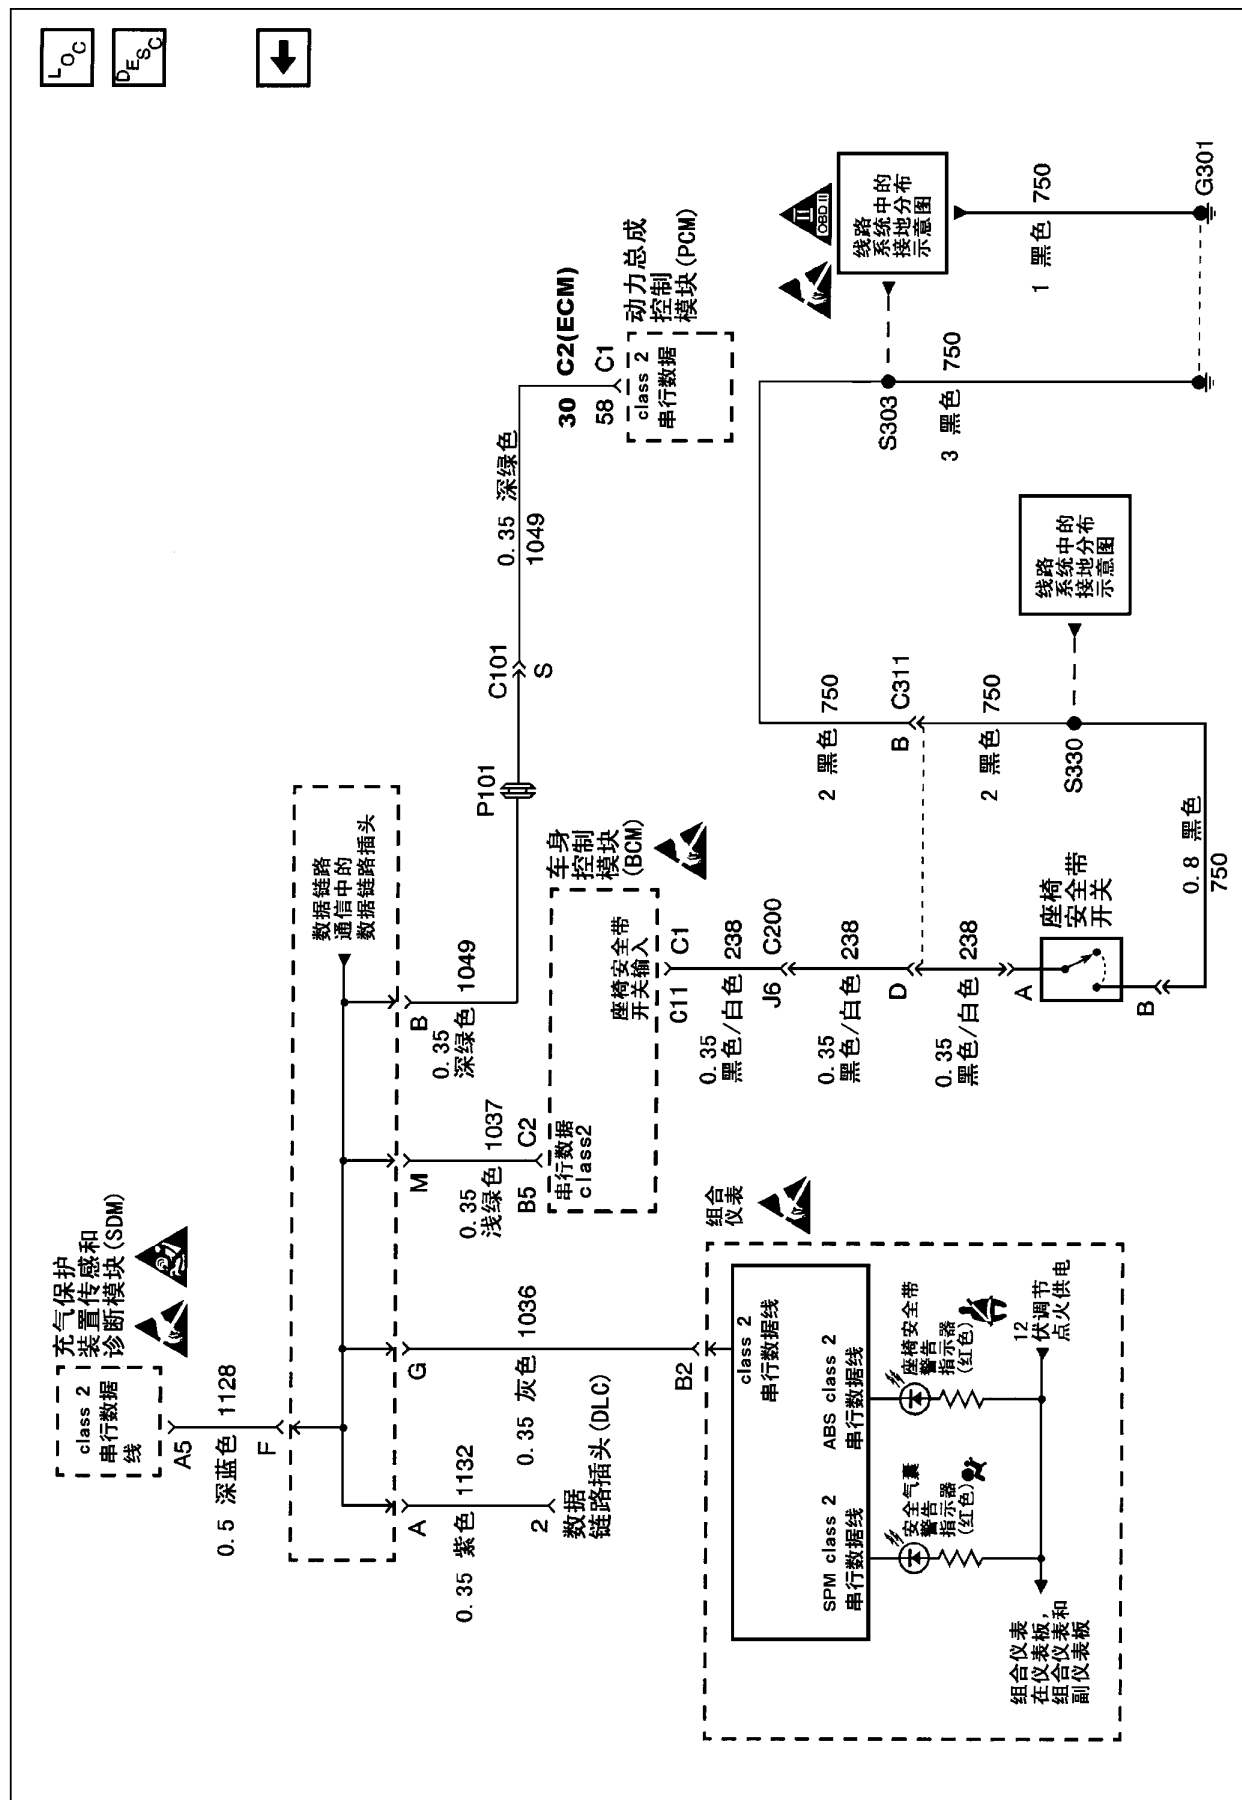 LOC
DESC
充气保护
装置传感和
诊断模块(SDM)
class 2
串行数据
线
A5
0.5 深蓝色 1128
F
数据链路
通信中的
数据链路插头
A
0.35 紫色 1132
2
数据
链路插头(DLC)
G
0.35 灰色 1036
B2
M
0.35
浅绿色 1037
B5 C2
B
0.35
深绿色 1049
P101
C101
S
0.35 深绿色
1049
30 C2(ECM)
58 C1
class 2
串行数据
动力总成
控制
模块(PCM)
II
OBD II
车身
控制
模块
(BCM)
串行数据
class2
座椅安全带
开关输入
C11 C1
0.35
黑色/白色 238
J6 C200
0.35
黑色/白色 238
D
0.35
黑色/白色 238
A
座椅
安全带
开关
B
0.8 黑色
750
S330
2 黑色 750
B C311
2 黑色 750
线路
系统中的
接地分布
示意图
S303
3 黑色 750
线路
系统中的
接地分布
示意图
1 黑色 750
G301
组合
仪表
class 2
串行数据线
SPM class 2
串行数据线
ABS class 2
串行数据线
安全气囊
警告
指示器
(红色)
座椅安全带
警告
指示器
(红色)
12
伏调节
点火供电
组合仪表
在仪表板,
组合仪表和
副仪表板